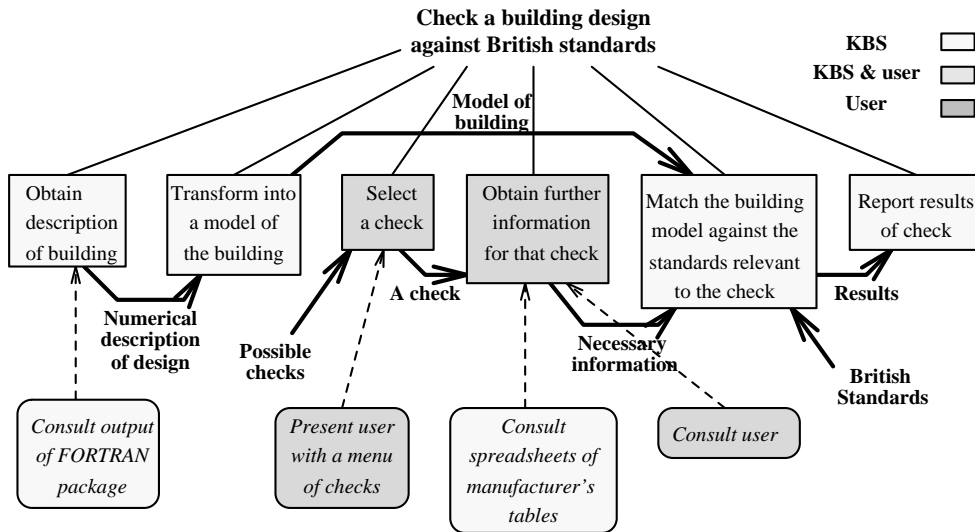 Check a building design
against British standards
KBS
KBS & user
User
Model of
building
Obtain
description
of building
Transform into
a model of
the building
Select
a check
Obtain further
information
for that check
Match the building
model against the
standards relevant
to the check
Report results
of check
Numerical
description
of design
Possible
checks
A check
Necessary
information
Results
British
Standards
Consult output
of FORTRAN
package
Present user
with a menu
of checks
Consult
spreadsheets of
manufacturer's
tables
Consult user